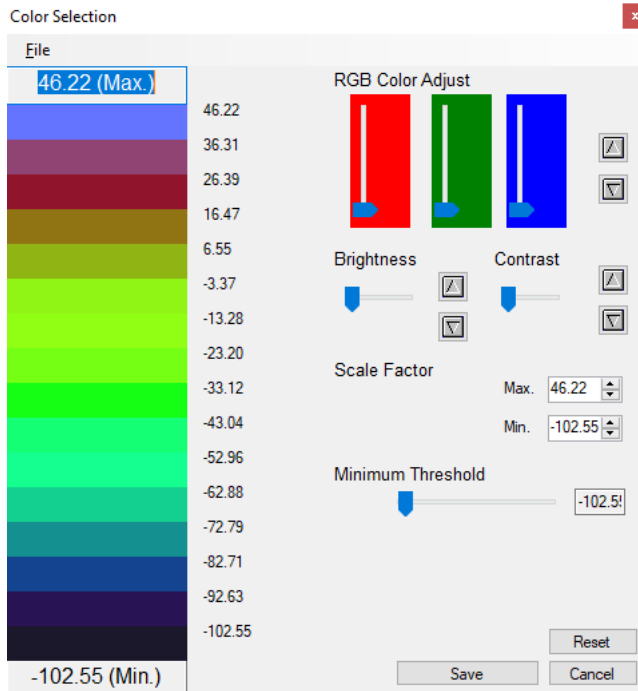 Color Selection
x
File
46.22 (Max.)
46.22
36.31
26.39
16.47
6.55
-3.37
-13.28
-23.20
-33.12
-43.04
-52.96
-62.88
-72.79
-82.71
-92.63
-102.55
-102.55 (Min.)
RGB Color Adjust
Brightness
Contrast
Scale Factor
Max. 46.22
Min. -102.55
Minimum Threshold
-102.5
Reset
Save
Cancel